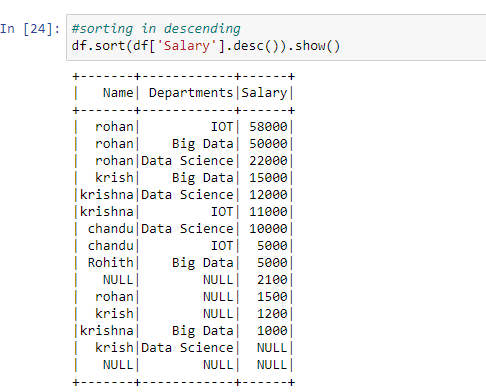 In [24]: #sorting in descending
df.sort(df['Salary'].desc()).show()
+-------+------------+------+
|   Name| Departments|Salary|
+-------+------------+------+
|  rohan|         IOT| 58000|
|  rohan|    Big Data| 50000|
|  rohan|Data Science| 22000|
|  krish|    Big Data| 15000|
|krishna|Data Science| 12000|
|krishna|         IOT| 11000|
| chandu|Data Science| 10000|
| chandu|         IOT|  5000|
| Rohith|    Big Data|  5000|
|   NULL|        NULL|  2100|
|  rohan|        NULL|  1500|
|  krish|        NULL|  1200|
|krishna|    Big Data|  1000|
|  krish|Data Science|  NULL|
|   NULL|        NULL|  NULL|
+-------+------------+------+